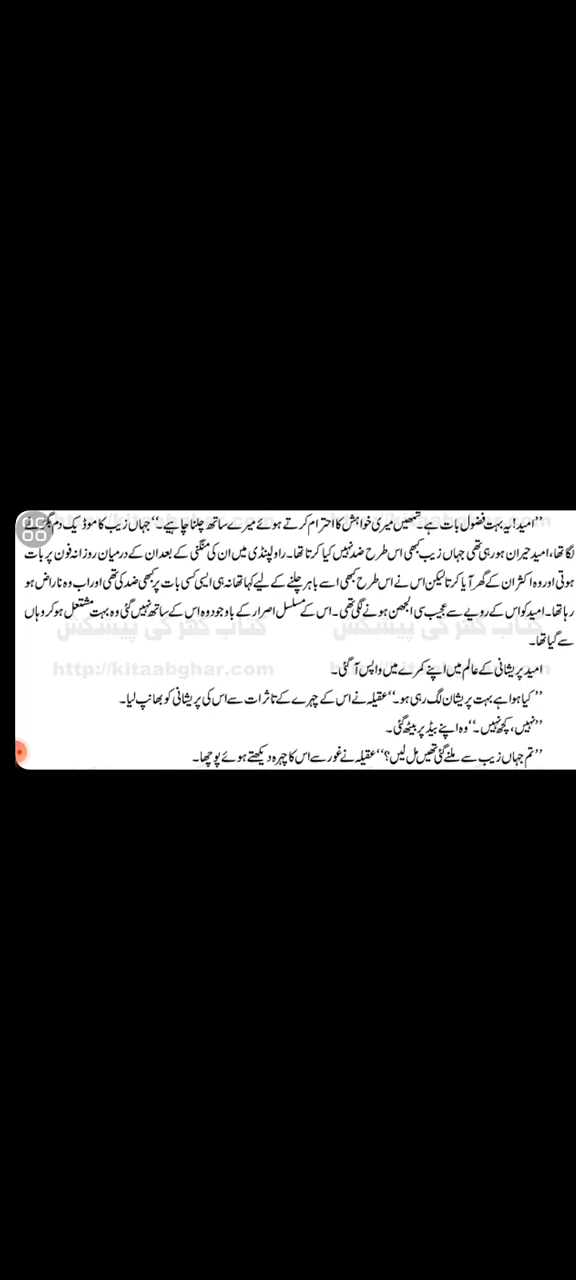 ’’امید! یہ بہت فضول بات ہے۔ تمھیں میری خواہش کا احترام کرتے ہوئے میرے ساتھ چلنا چاہیے۔‘‘ جہاں زیب کا موڈ یک دم بگڑنے
لگا تھا، امید حیران ہو رہی تھی جہاں زیب کبھی اس طرح ضد نہیں کیا کرتا تھا۔ راولپنڈی میں ان کی منگنی کے بعد ان کے درمیان روزانہ فون پر بات
ہوتی اور وہ اکثر ان کے گھر آیا کرتا لیکن اس نے اس طرح کبھی اسے باہر چلنے کے لیے کہا تھا نہ ہی ایسی کسی بات پر کبھی ضد کی تھی اور اب وہ ناراض ہو
رہا تھا۔ امید کو اس کے رویے سے عجیب سی الجھن ہونے لگی تھی۔ اس کے مسلسل اصرار کے باوجود وہ اس کے ساتھ نہیں گئی وہ بہت مشتعل ہو کر وہاں
سے گیا تھا۔
امید پریشانی کے عالم میں اپنے کمرے میں واپس آ گئی۔
’’کیا ہوا ہے بہت پریشان لگ رہی ہو۔‘‘ عقیلہ نے اس کے چہرے کے تاثرات سے اس کی پریشانی کو بھانپ لیا۔
’’نہیں، کچھ نہیں۔‘‘ وہ اپنے بیڈ پر بیٹھ گئی۔
’’تم جہاں زیب سے ملنے گئی تھیں مل لیں؟‘‘ عقیلہ نے غور سے اس کا چہرہ دیکھتے ہوئے پوچھا۔
کتاب گھر کی پیشکش کتاب گھر کی پیشکش
http://kitaabghar.com http://kitaabghar.com